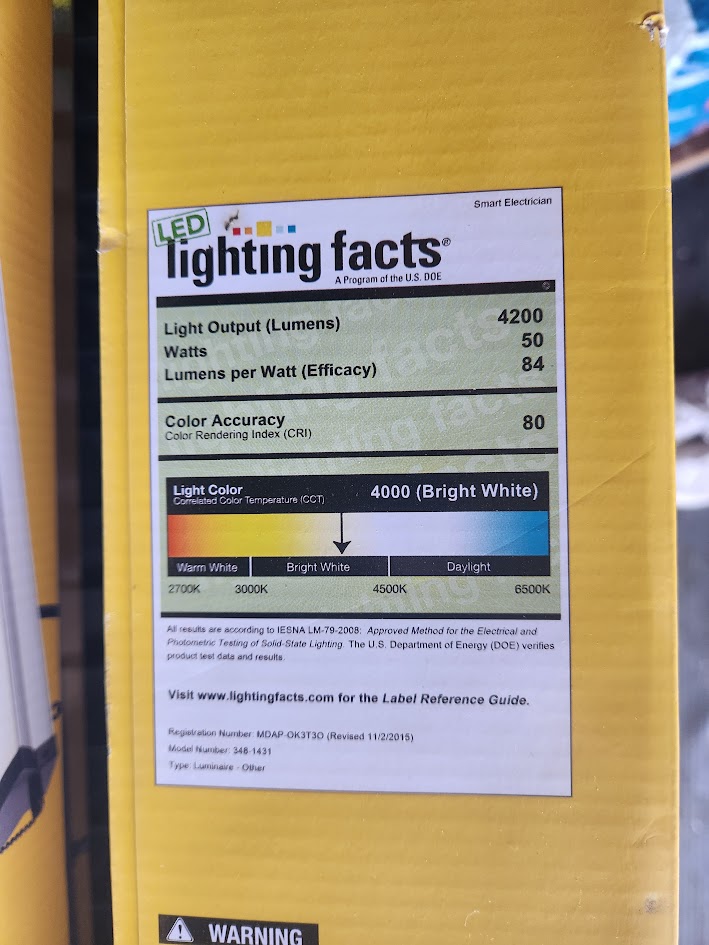 Smart Electrician
LED
lighting facts®
A Program of the U.S. DOE
Light Output (Lumens) 4200
Watts 50
Lumens per Watt (Efficacy) 84
Color Accuracy 80
Color Rendering Index (CRI)
Light Color 4000 (Bright White)
Correlated Color Temperature (CCT)
Warm White Bright White Daylight
2700K 3000K 4500K 6500K
All results are according to IESNA LM-79-2008: Approved Method for the Electrical and
Photometric Testing of Solid-State Lighting. The U.S. Department of Energy (DOE) verifies
product test data and results.
Visit www.lightingfacts.com for the Label Reference Guide.
Registration Number: MDAP-OK3T3O (Revised 11/2/2015)
Model Number: 346-1431
Type: Luminaire - Other
WARNING